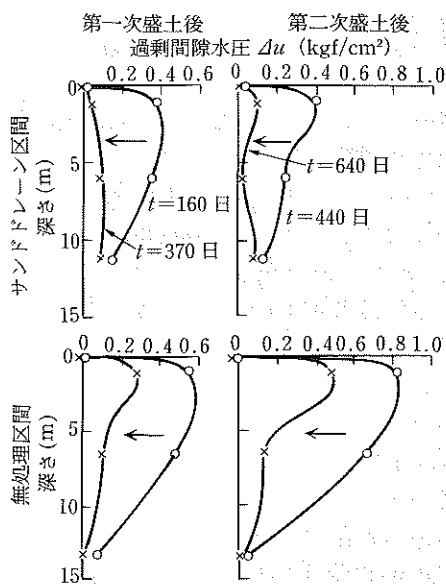 第一次盛土後 第二次盛土後
過剰間隙水圧 Δu (kgf/cm²)
0 0.2 0.4 0.6 0 0.2 0.4 0.6 0.8 1.0
0
5
10
15
サンドドレーン区間
深さ(m)
t=160日
t=370日
t=640日
t=440日
0 0.2 0.4 0.6 0 0.2 0.4 0.6 0.8 1.0
0
5
10
15
無処理区間
深さ(m)